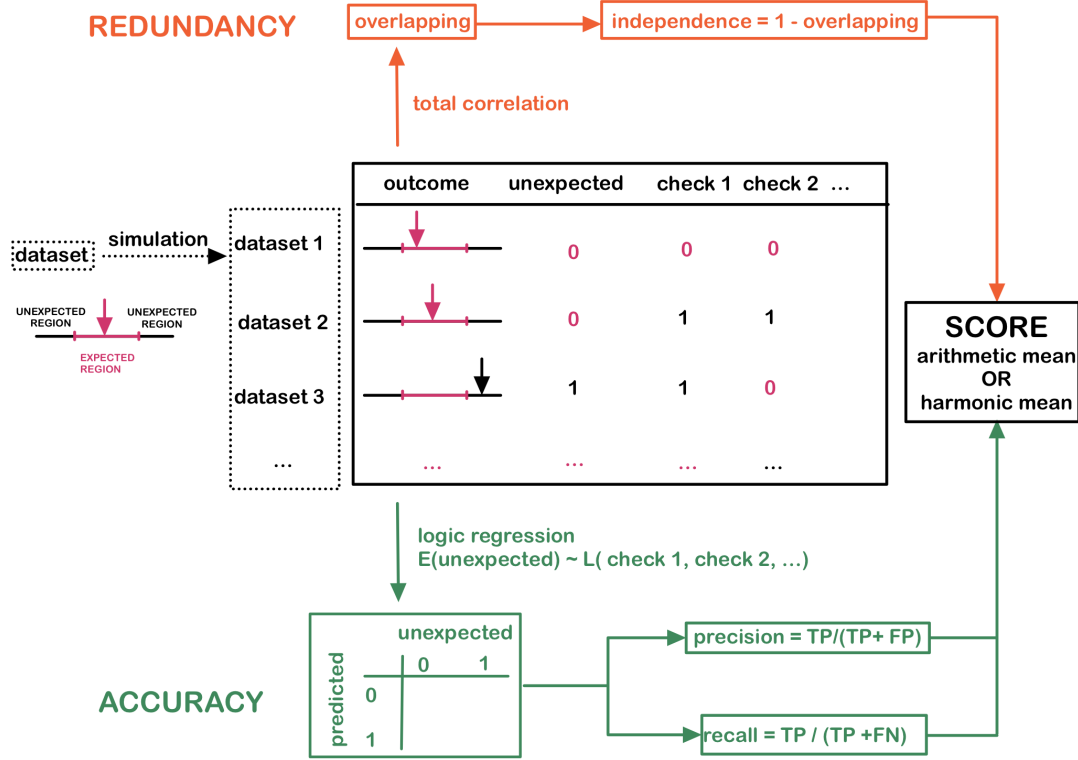 REDUNDANCY
overlapping
independence = 1 - overlapping
total correlation
outcome unexpected check 1 check 2 ...
dataset
simulation
dataset 1
0 0 0
UNEXPECTED REGION
UNEXPECTED REGION
EXPECTED REGION
dataset 2
0 1 1
dataset 3
1 1 0
...
... ... ... ...
SCORE
arithmetic mean
OR
harmonic mean
logic regression
E(unexpected) ~ L( check 1, check 2, ...)
ACCURACY
unexpected
0 1
predicted
0
1
precision = TP/(TP+ FP)
recall = TP / (TP +FN)